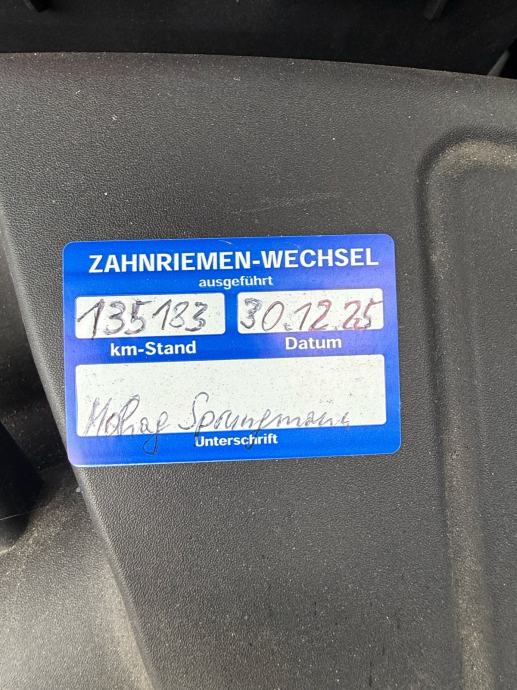 ZAHNRIEMEN-WECHSEL
ausgeführt
135183 30.12.25
km-Stand Datum
Unterschrift